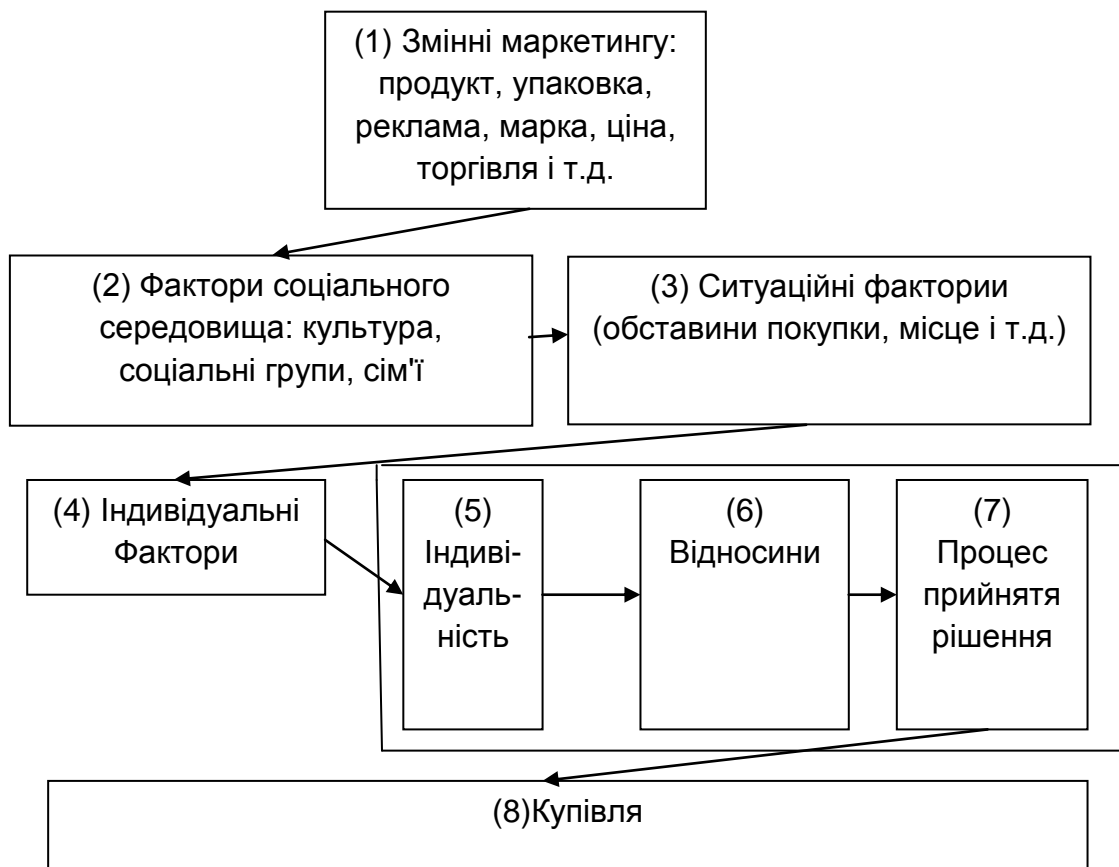 (1) Змінні маркетингу:
продукт, упаковка,
реклама, марка, ціна,
торгівля і т.д.
(2) Фактори соціального
середовища: культура,
соціальні групи, сім'ї
(3) Ситуаційні фактории
(обставини покупки, місце і т.д.)
(4) Індивідуальні
Фактори
(5)
Індиві-
дуаль-
ність
(6)
Відносини
(7)
Процес
прийнятя
рішення
(8)Купівля